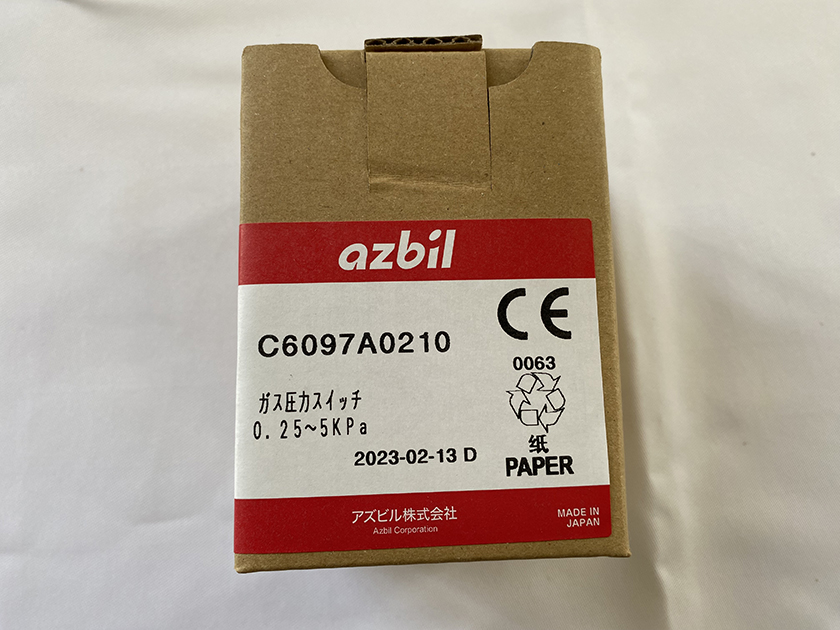 azbil
CE
C6097A0210
0063
ガス圧力スイッチ
0.25~5KPa
纸
2023-02-13 D
PAPER
アズビル株式会社
Azbil Corporation
MADE IN
JAPAN